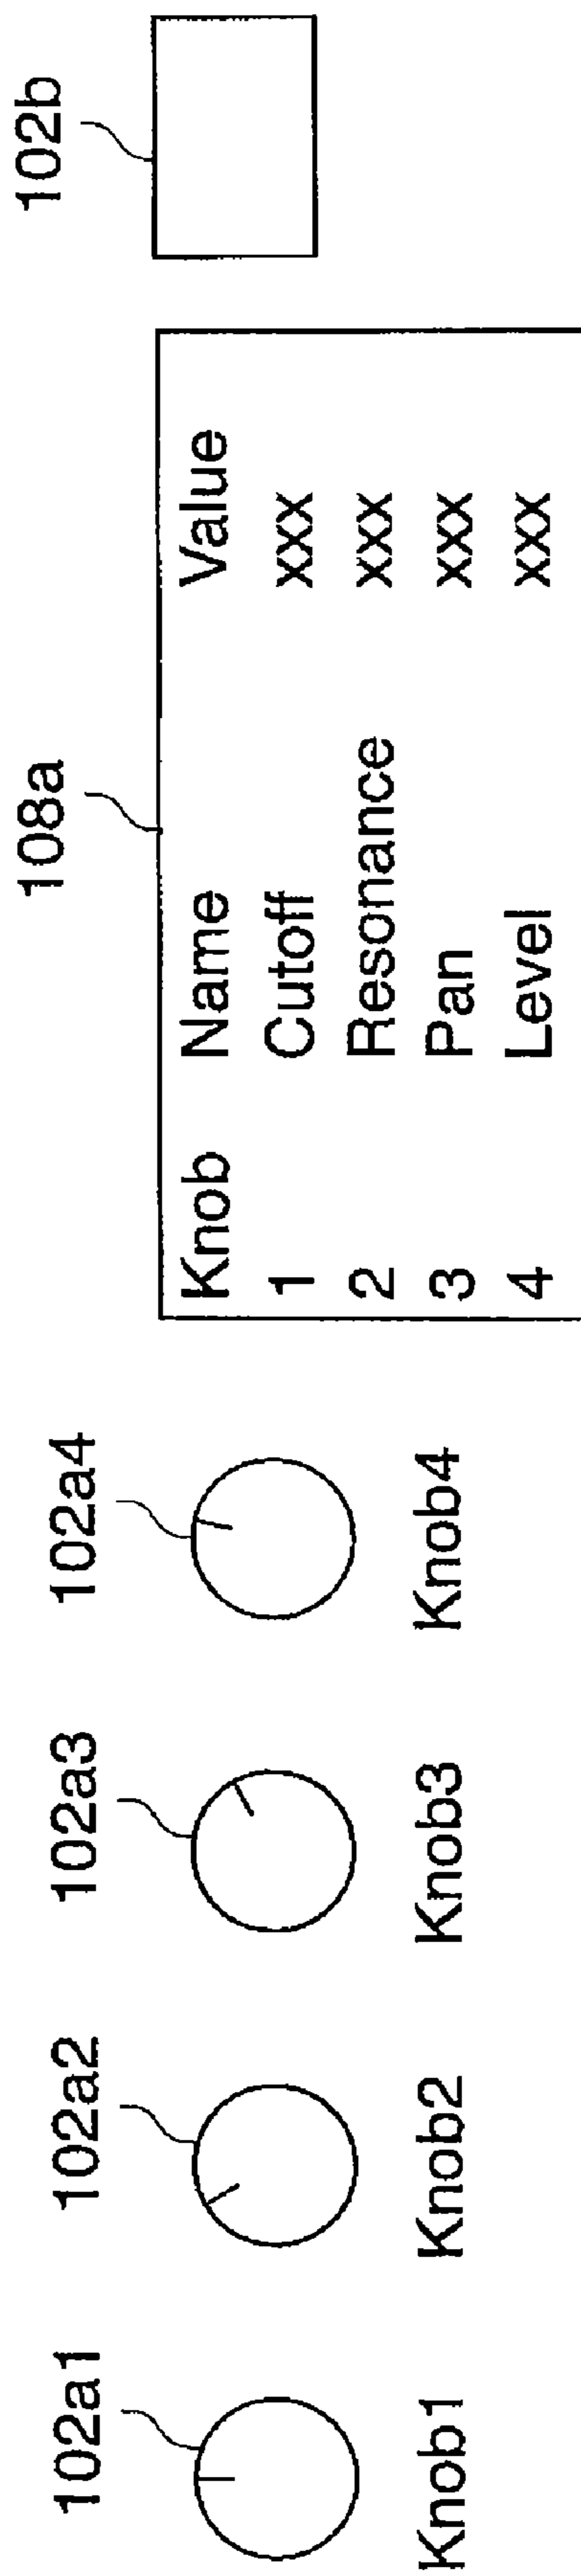 102a1 102a2 102a3 102a4 108a 102b
Knob Name Value
1 Cutoff xxx
2 Resonance xxx
3 Pan xxx
4 Level xxx
Knob1 Knob2 Knob3 Knob4